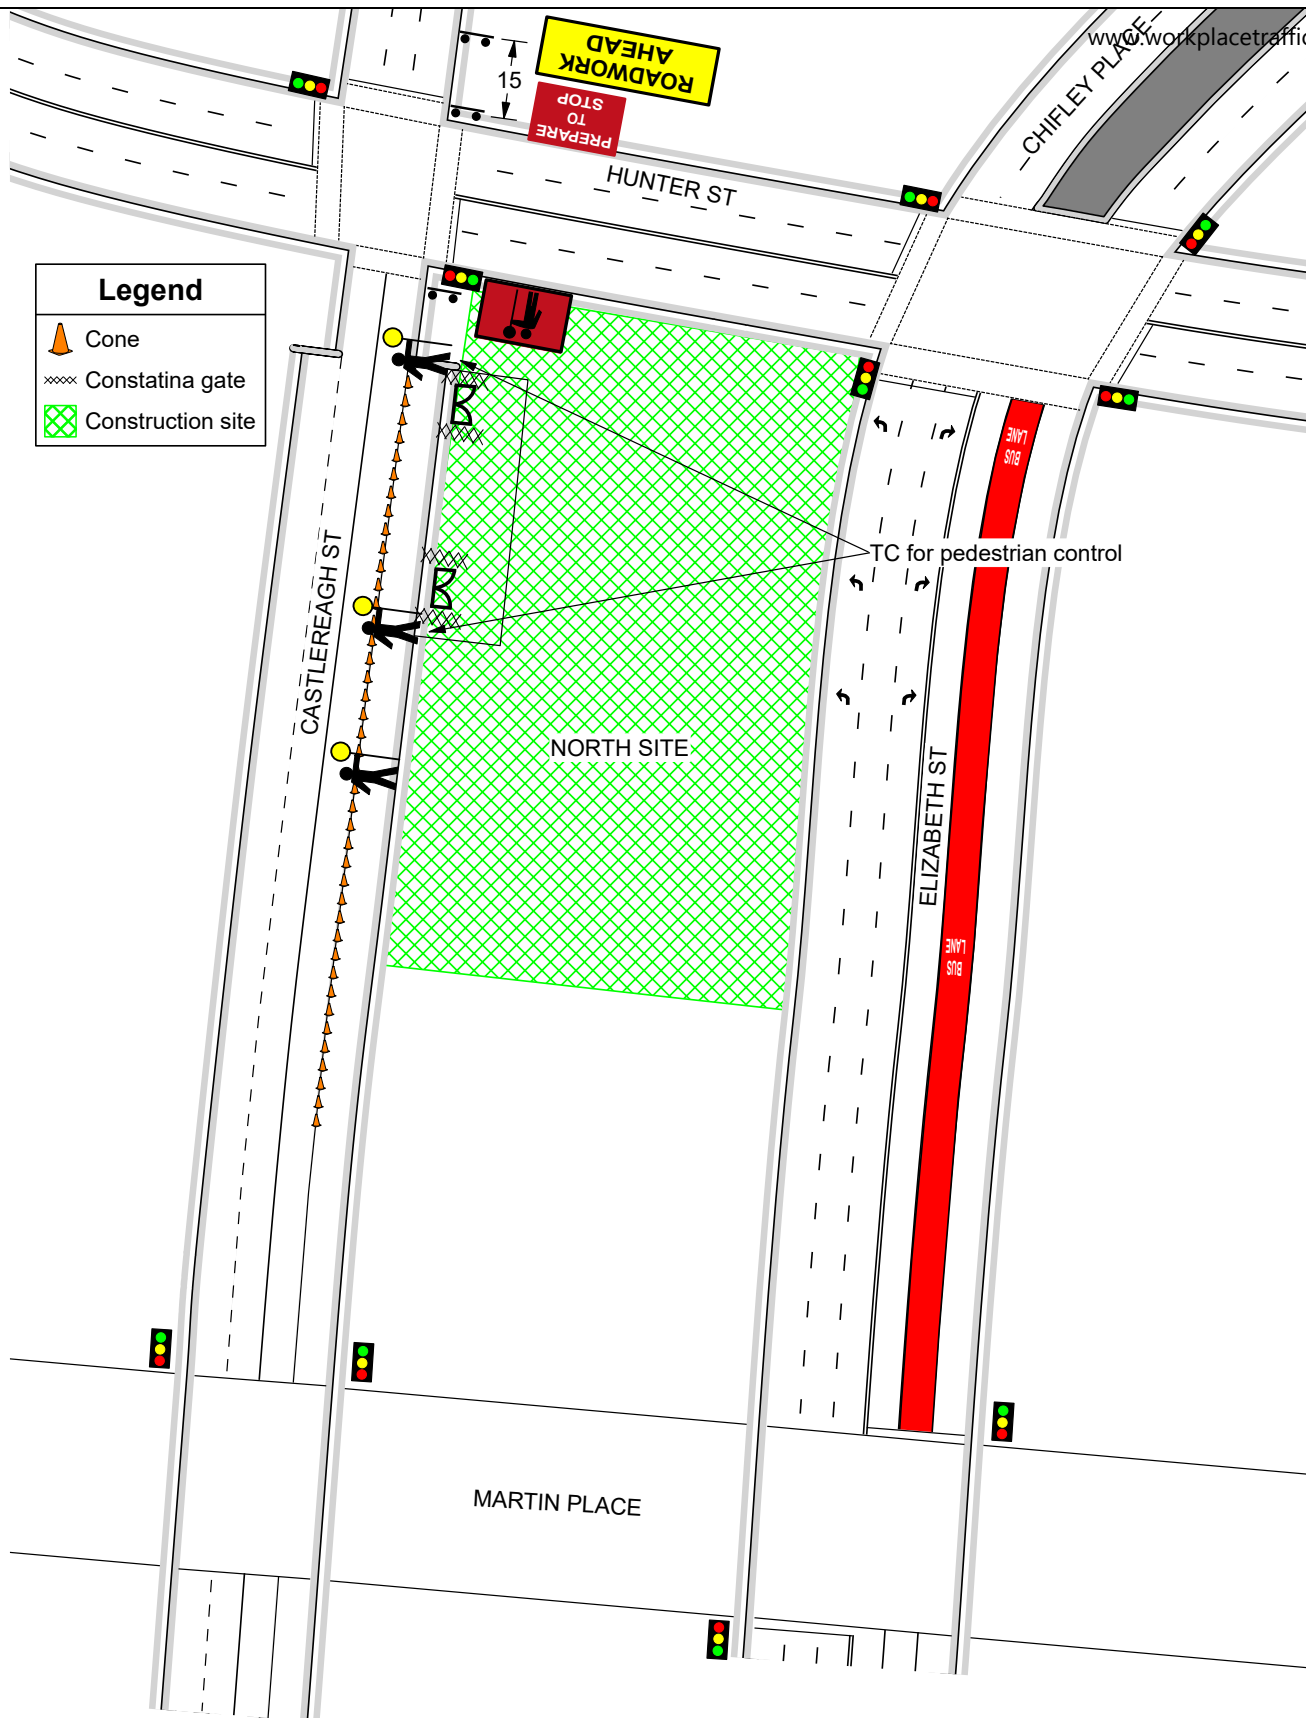 www.workplacetraffic
ROADWORK
AHEAD
15
PREPARE
TO
STOP
CHIFLEY PLACE
HUNTER ST
Legend
Cone
Constatina gate
Construction site
BUS
LANE
CASTLEREAGH ST
TC for pedestrian control
NORTH SITE
ELIZABETH ST
BUS
LANE
MARTIN PLACE